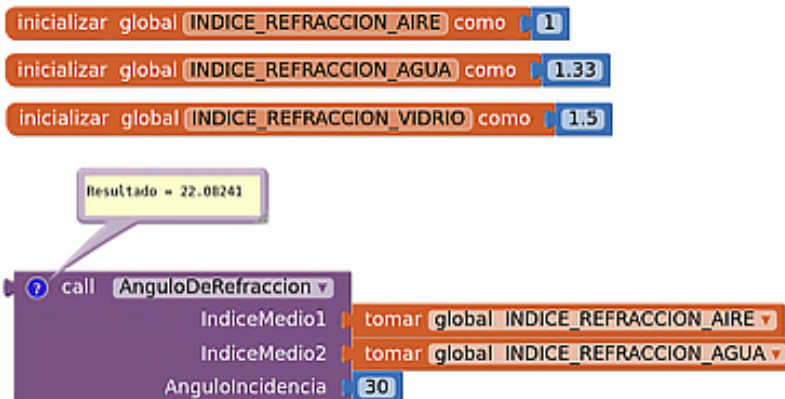 inicializar global INDICE_REFRACCION_AIRE como 1
inicializar global INDICE_REFRACCION_AGUA como 1.33
inicializar global INDICE_REFRACCION_VIDRIO como 1.5
Resultado = 22.08241
? call AnguloDeRefraccion
IndiceMedio1 tomar global INDICE_REFRACCION_AIRE
IndiceMedio2 tomar global INDICE_REFRACCION_AGUA
AnguloIncidencia 30